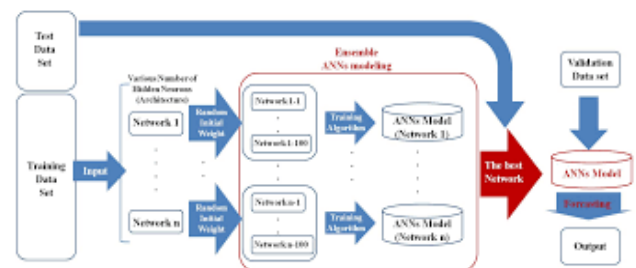 Test
Data
Set
Training
Data
Set
Input
Various Number of
Hidden Neurons
(Architecture)
Network 1
Network n
Random
Initial
Weight
Random
Initial
Weight
Ensemble
ANNs modeling
Network1-1
Network1-100
Networkn-1
Networkn-100
Training
Algorithm
Training
Algorithm
ANNs Model
(Network 1)
ANNs Model
(Network n)
The best
Network
Validation
Data set
ANNs Model
Forcasting
Output